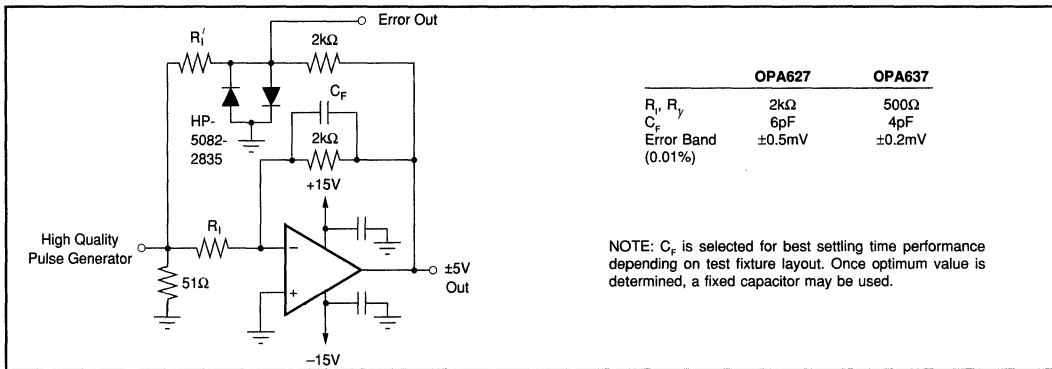 Error Out
R_I′
2kΩ
C_F
HP-
5082-
2835
2kΩ
+15V
High Quality
Pulse Generator
R_I
−
+
51Ω
±5V
Out
–15V
OPA627 OPA637
R_I, R_γ 2kΩ 500Ω
C_F 6pF 4pF
Error Band ±0.5mV ±0.2mV
(0.01%)
NOTE: C_F is selected for best settling time performance
depending on test fixture layout. Once optimum value is
determined, a fixed capacitor may be used.